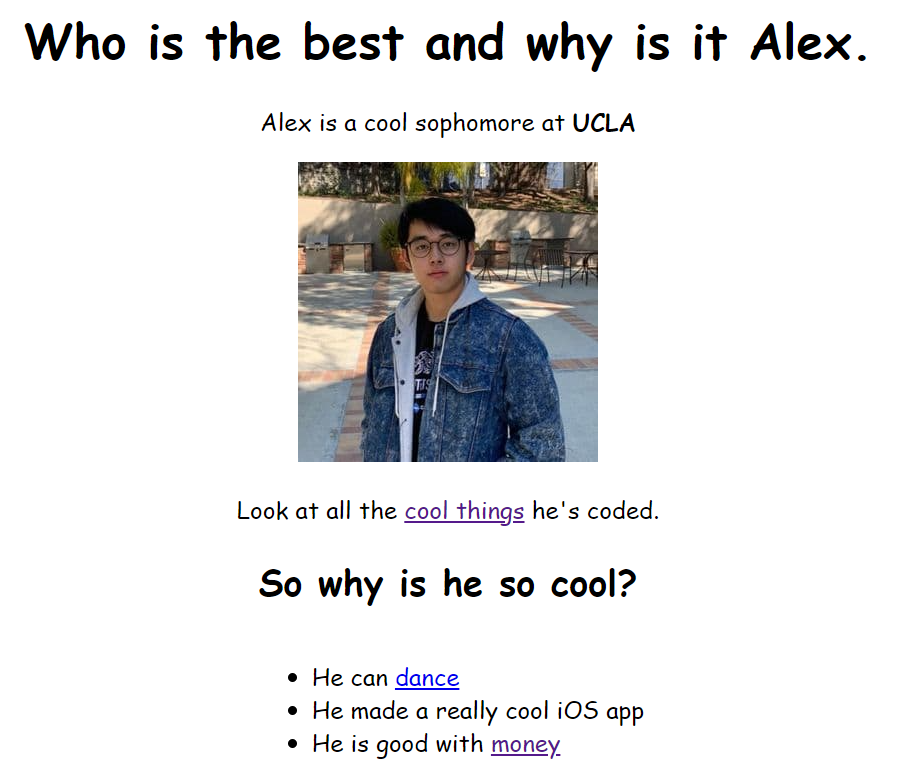 Who is the best and why is it Alex.
Alex is a cool sophomore at UCLA
Look at all the cool things he's coded.
So why is he so cool?
He can dance
He made a really cool iOS app
He is good with money